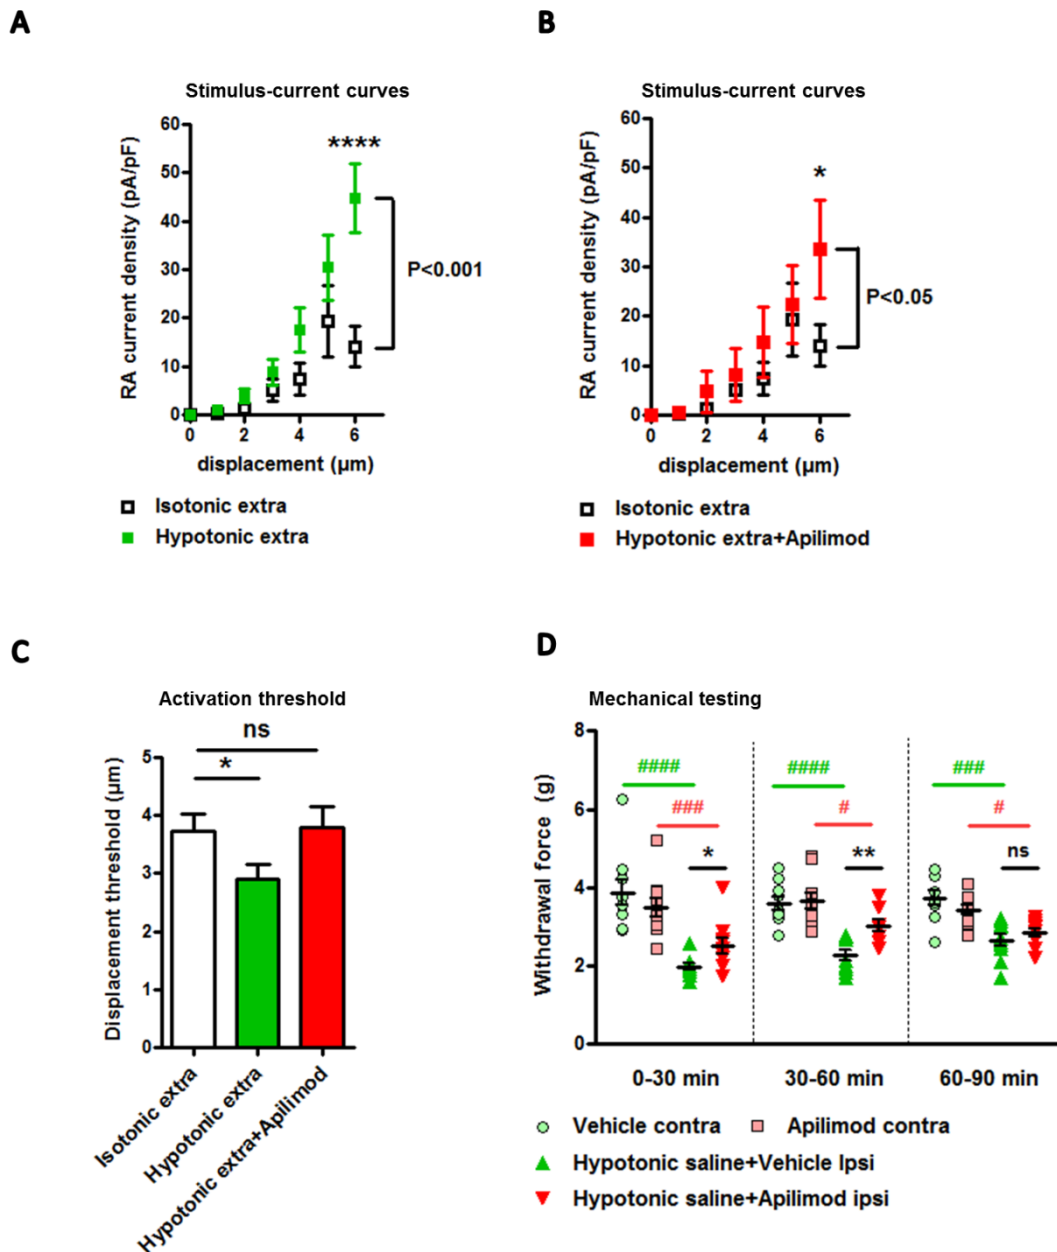 A
Stimulus-current curves
RA current density (pA/pF)
60
50
40
30
20
10
0
****
P<0.001
0 2 4 6
displacement (µm)
Isotonic extra
Hypotonic extra
B
Stimulus-current curves
RA current density (pA/pF)
60
50
40
30
20
10
0
*
P<0.05
0 2 4 6
displacement (µm)
Isotonic extra
Hypotonic extra+Apilimod
C
Activation threshold
ns
*
Displacement threshold (µm)
5
4
3
2
1
0
Isotonic extra
Hypotonic extra
Hypotonic extra+Apilimod
D
Mechanical testing
Withdrawal force (g)
8
6
4
2
0
#### #### ###
### # #
* ** ns
0-30 min 30-60 min 60-90 min
Vehicle contra Apilimod contra
Hypotonic saline+Vehicle Ipsi
Hypotonic saline+Apilimod ipsi